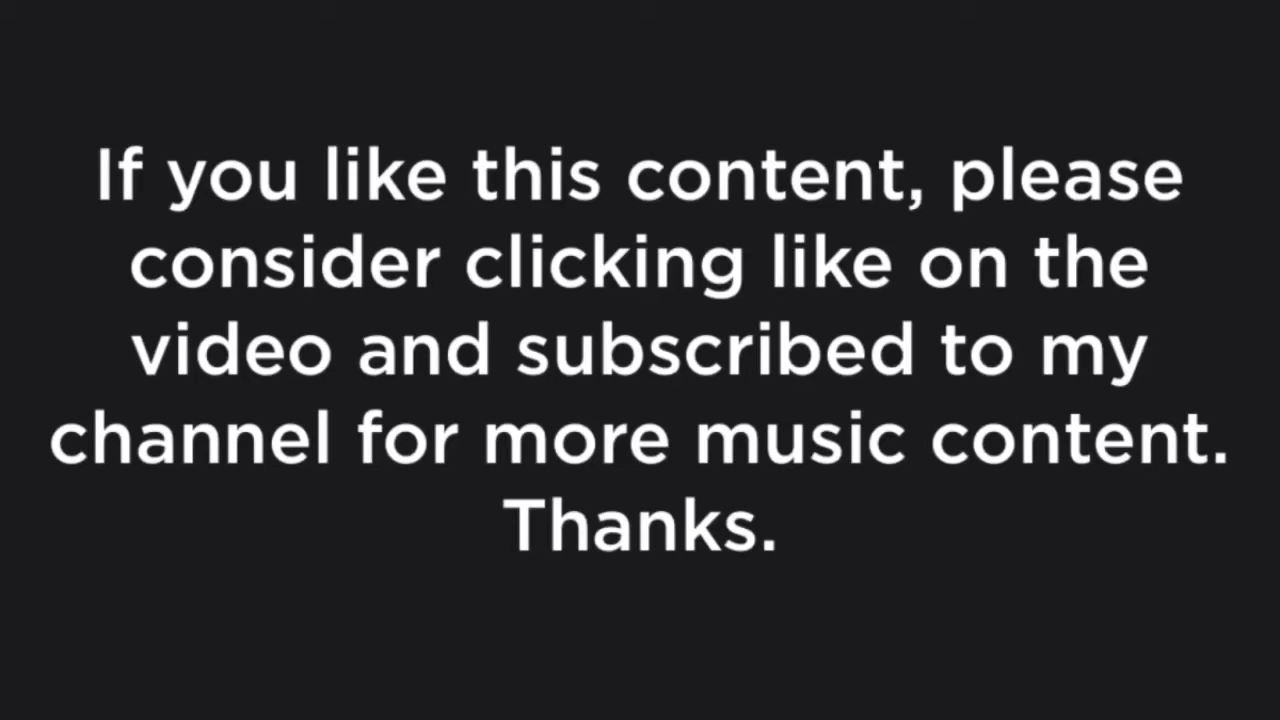 If you like this content, please
consider clicking like on the
video and subscribed to my
channel for more music content.
Thanks.